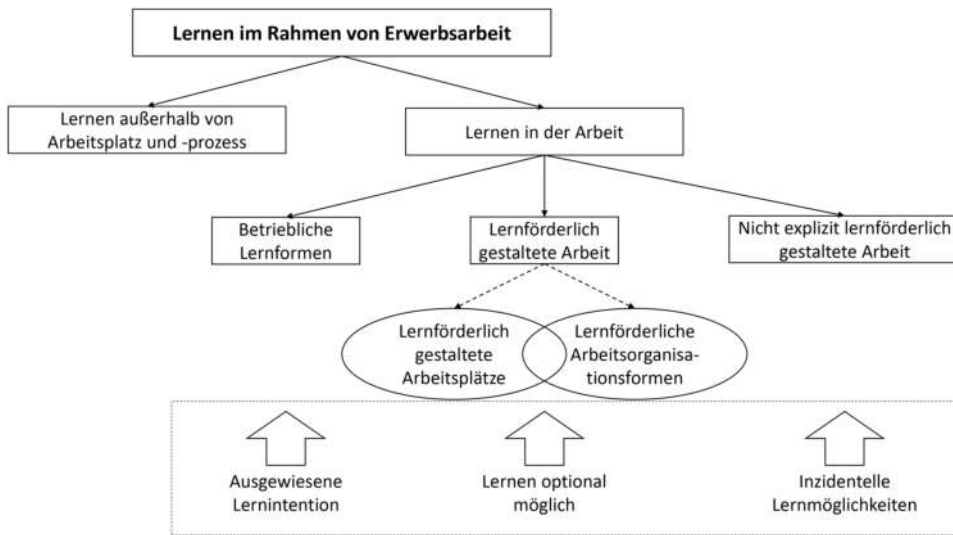 Lernen im Rahmen von Erwerbsarbeit
Lernen außerhalb von
Arbeitsplatz und -prozess
Lernen in der Arbeit
Betriebliche
Lernformen
Lernförderlich
gestaltete Arbeit
Nicht explizit lernförderlich
gestaltete Arbeit
Lernförderlich
gestaltete
Arbeitsplätze
Lernförderliche
Arbeitsorganisa-
tionsformen
Ausgewiesene
Lernintention
Lernen optional
möglich
Inzidentelle
Lernmöglichkeiten